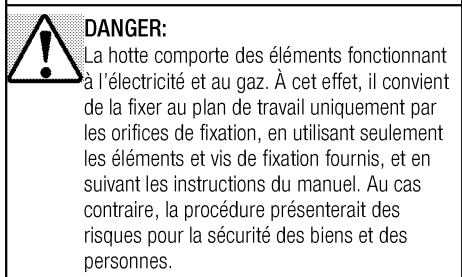 DANGER:
La hotte comporte des éléments fonctionnant
à l'électricité et au gaz. À cet effet, il convient
de la fixer au plan de travail uniquement par
les orifices de fixation, en utilisant seulement
les éléments et vis de fixation fournis, et en
suivant les instructions du manuel. Au cas
contraire, la procédure présenterait des
risques pour la sécurité des biens et des
personnes.